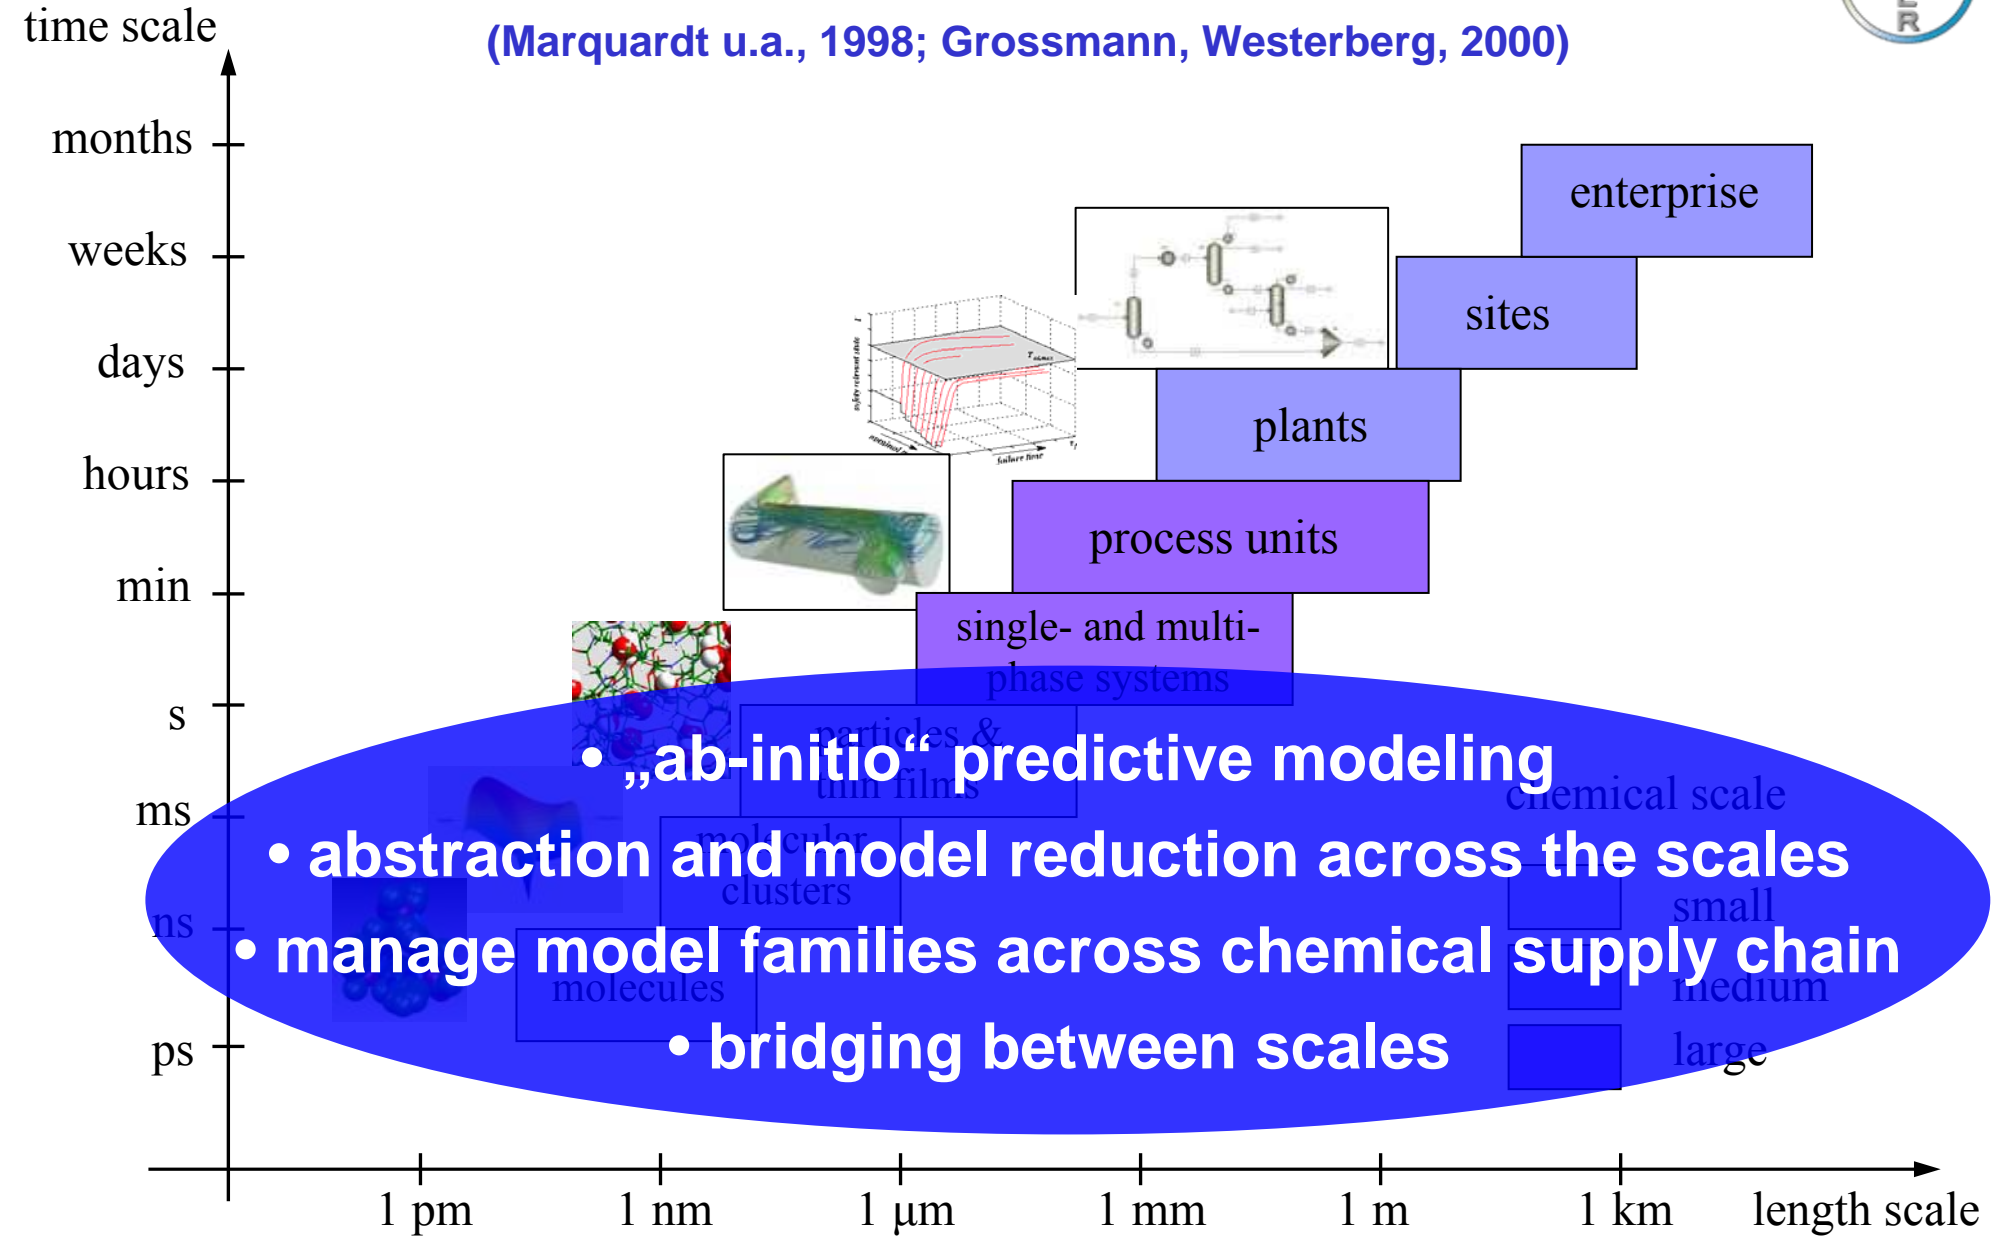 time scale
(Marquardt u.a., 1998; Grossmann, Westerberg, 2000)
E
R
months
enterprise
weeks
sites
days
plants
hours
failure time
process units
min
single- and multi-
phase systems
s
particles &
thin films
• „ab-initio“ predictive modeling
chemical scale
ms
molecular
clusters
• abstraction and model reduction across the scales
small
ns
• manage model families across chemical supply chain
molecules
medium
• bridging between scales
large
ps
1 pm
1 nm
1 μm
1 mm
1 m
1 km
length scale